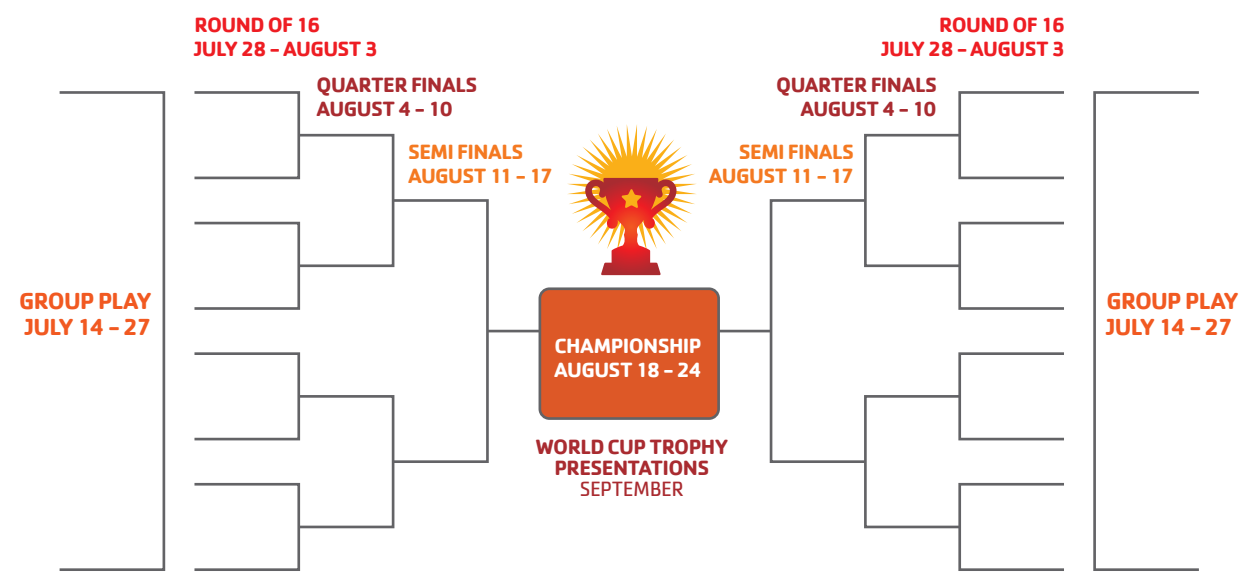 ROUND OF 16
JULY 28 – AUGUST 3
ROUND OF 16
JULY 28 – AUGUST 3
QUARTER FINALS
AUGUST 4 – 10
QUARTER FINALS
AUGUST 4 – 10
SEMI FINALS
AUGUST 11 – 17
SEMI FINALS
AUGUST 11 – 17
GROUP PLAY
JULY 14 – 27
GROUP PLAY
JULY 14 – 27
CHAMPIONSHIP
AUGUST 18 – 24
WORLD CUP TROPHY
PRESENTATIONS
SEPTEMBER